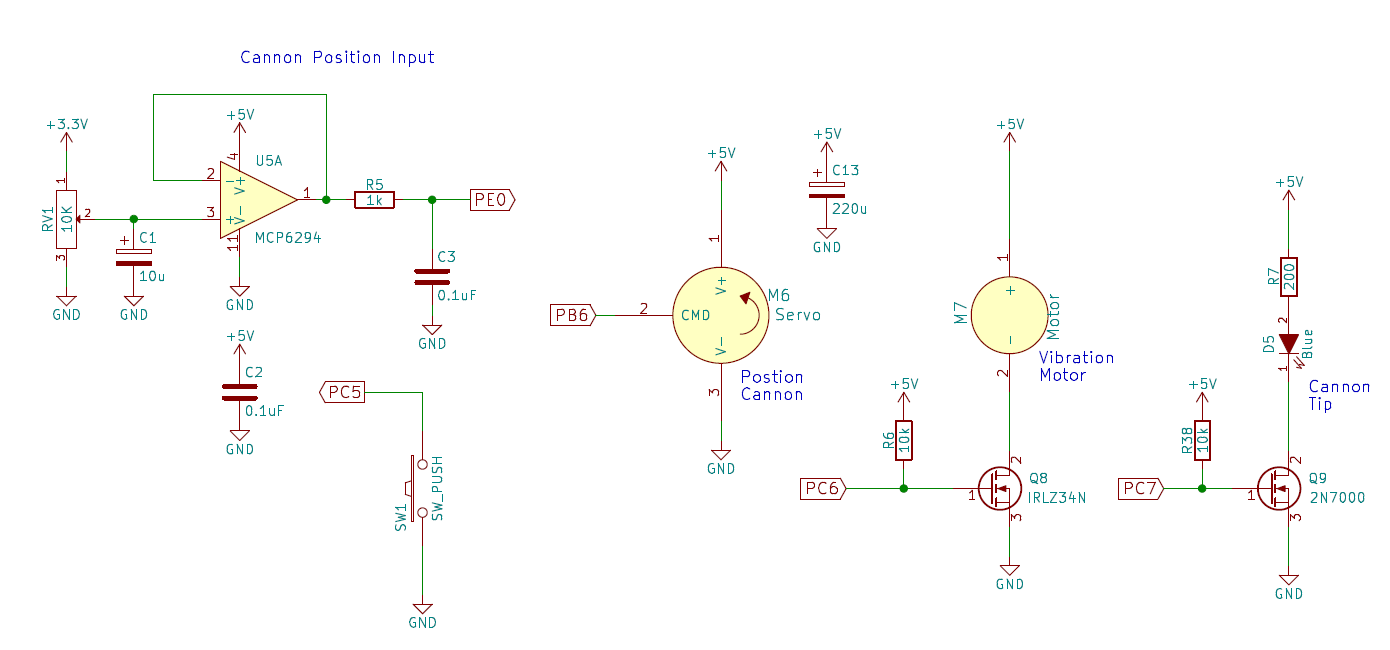 Cannon Position Input
+3.3V
1
RV1
10K
2
3
GND
C1
10u
GND
+5V
4
U5A
2
3
-
+
V+
V-
1
11
MCP6294
GND
R5
1k
PE0
C3
0.1uF
GND
+5V
C2
0.1uF
GND
PC5
SW1
SW_PUSH
GND
+5V
1
PB6
2
CMD
V+
V-
M6
Servo
3
Postion
Cannon
GND
+5V
+
C13
220u
GND
+5V
1
M7
+
-
Motor
2
Vibration
Motor
+5V
R6
10k
PC6
1
2
Q8
IRLZ34N
3
GND
+5V
R7
200
2
D5
Blue
1
Cannon
Tip
+5V
R38
10k
PC7
1
2
Q9
2N7000
3
GND